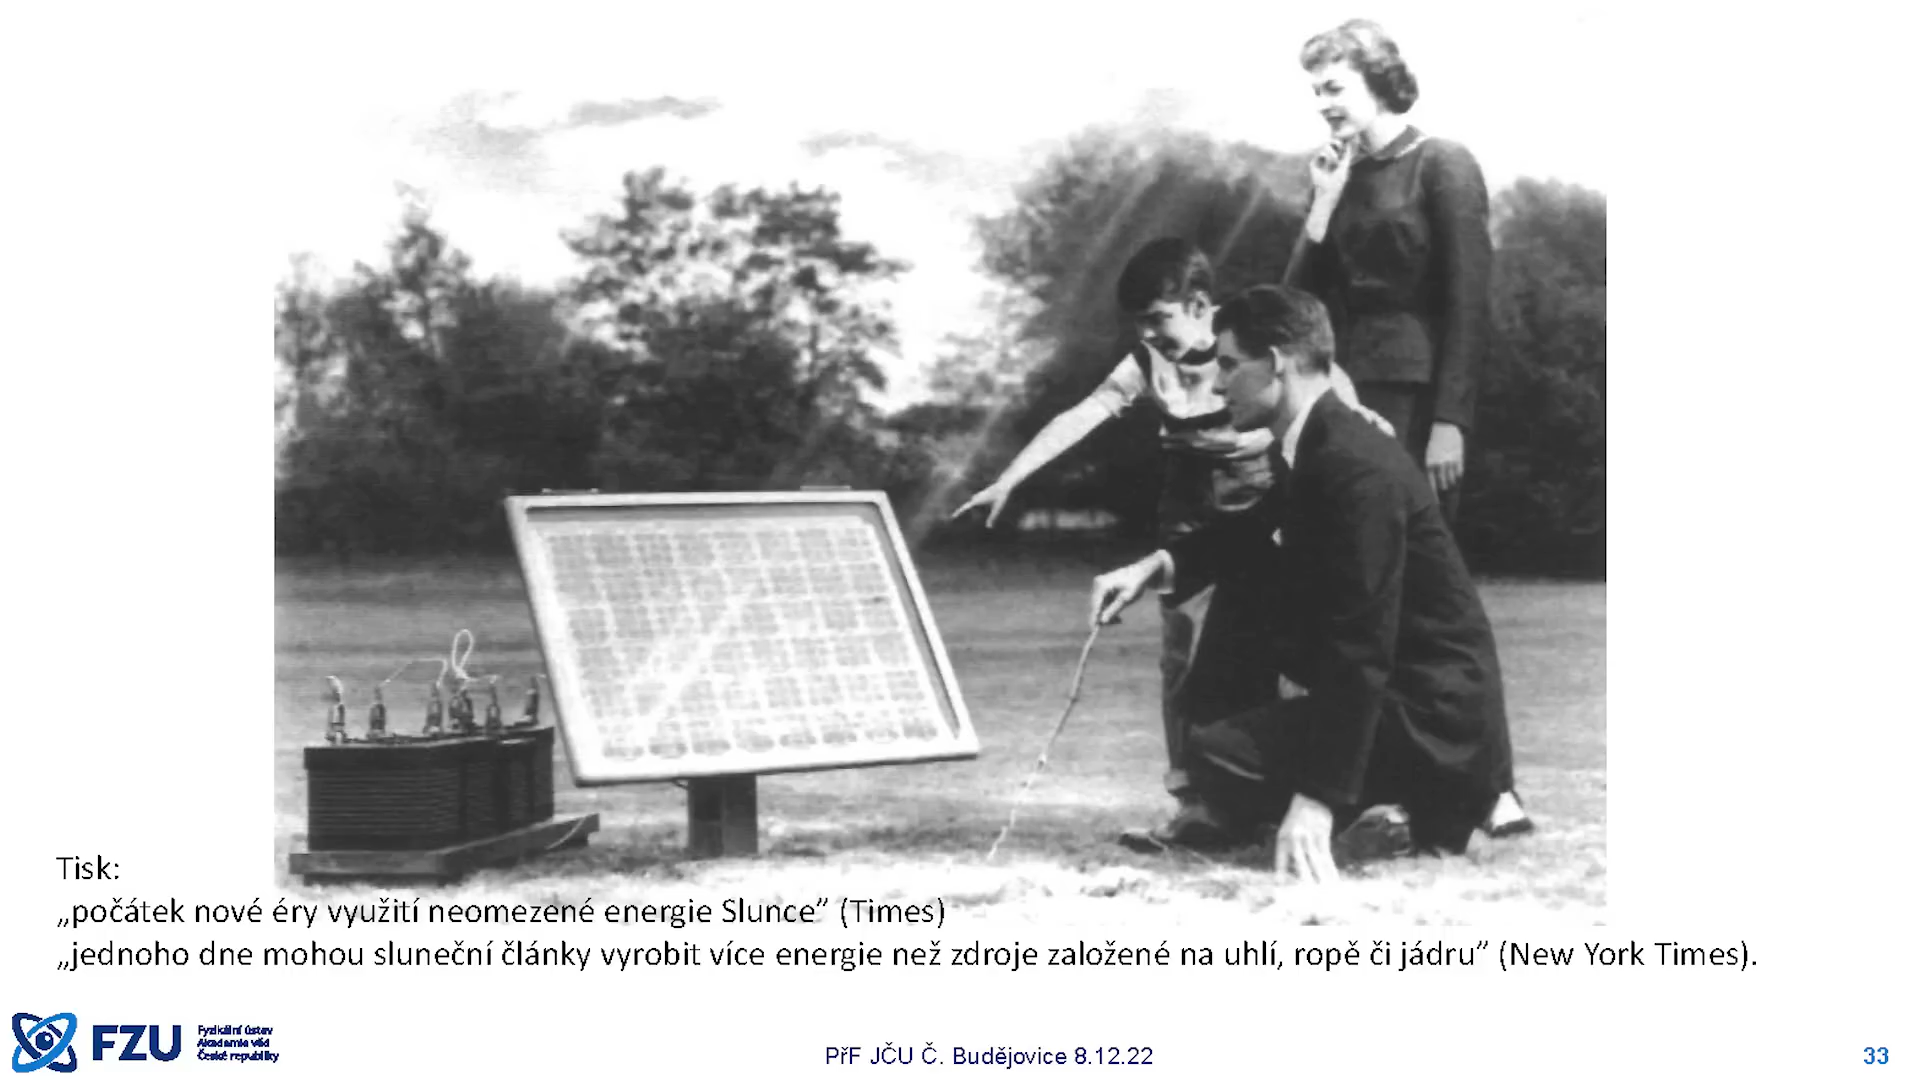 Tisk:
„počátek nové éry využití neomezené energie Slunce” (Times)
„jednoho dne mohou sluneční články vyrobit více energie než zdroje založené na uhlí, ropě či jádru” (New York Times).
FZU
Fyzikální ústav
Akademie věd
České republiky
PřF JČU Č. Budějovice 8.12.22
33